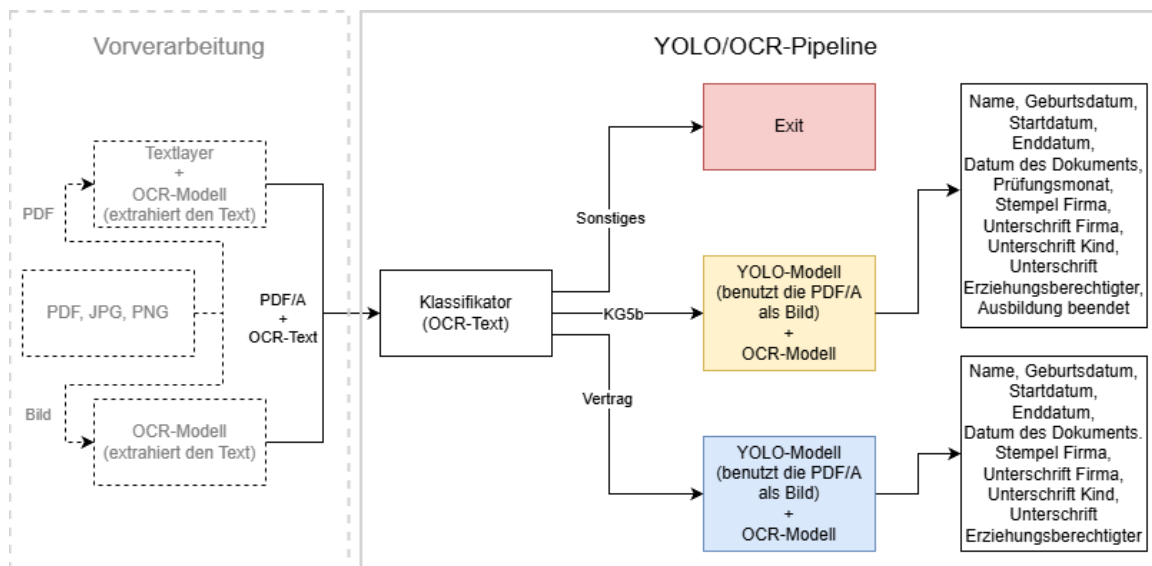 Vorverarbeitung
PDF
Textlayer
+
OCR-Modell
(extrahiert den Text)
PDF, JPG, PNG
Bild
OCR-Modell
(extrahiert den Text)
PDF/A
+
OCR-Text
YOLO/OCR-Pipeline
Klassifikator
(OCR-Text)
Sonstiges
KG5b
Vertrag
Exit
YOLO-Modell
(benutzt die PDF/A
als Bild)
+
OCR-Modell
Name, Geburtsdatum,
Startdatum,
Enddatum,
Datum des Dokuments,
Prüfungsmonat,
Stempel Firma,
Unterschrift Firma,
Unterschrift Kind,
Unterschrift
Erziehungsberechtigter,
Ausbildung beendet
YOLO-Modell
(benutzt die PDF/A
als Bild)
+
OCR-Modell
Name, Geburtsdatum,
Startdatum,
Enddatum,
Datum des Dokuments.
Stempel Firma,
Unterschrift Firma,
Unterschrift Kind,
Unterschrift
Erziehungsberechtigter